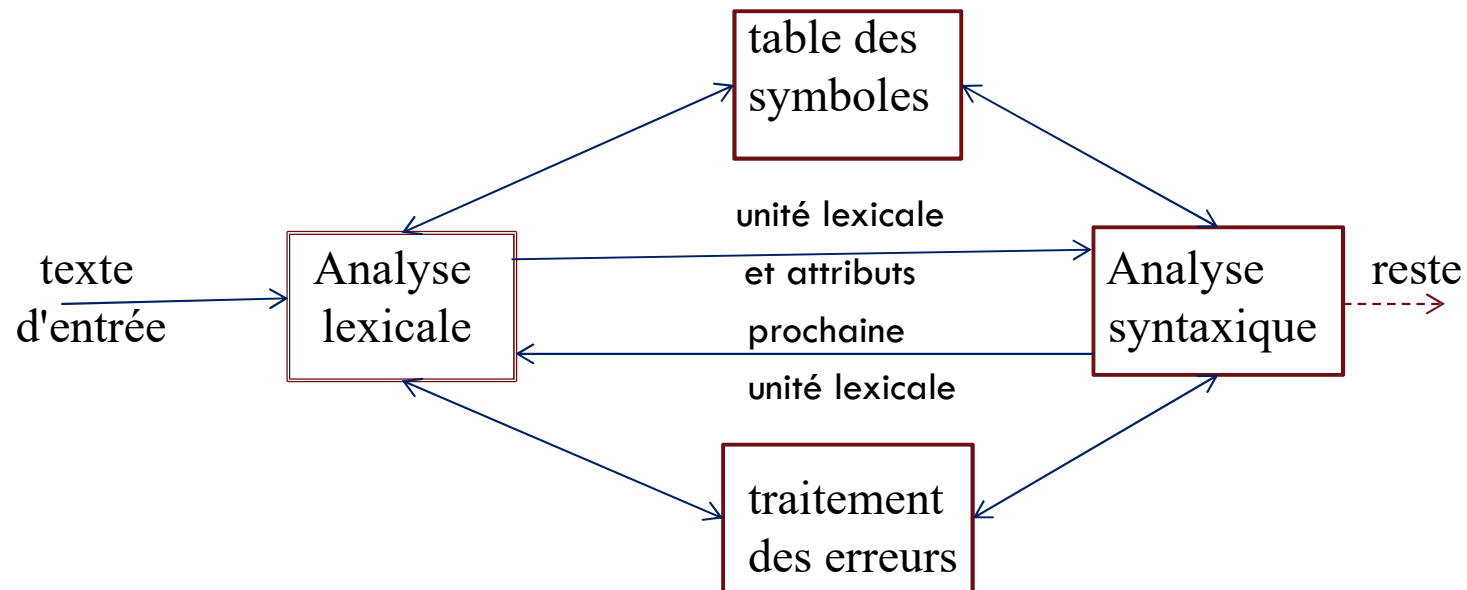 table des
symboles
unité lexicale
et attributs
texte
d'entrée
Analyse
lexicale
Analyse
syntaxique
reste
prochaine
unité lexicale
traitement
des erreurs